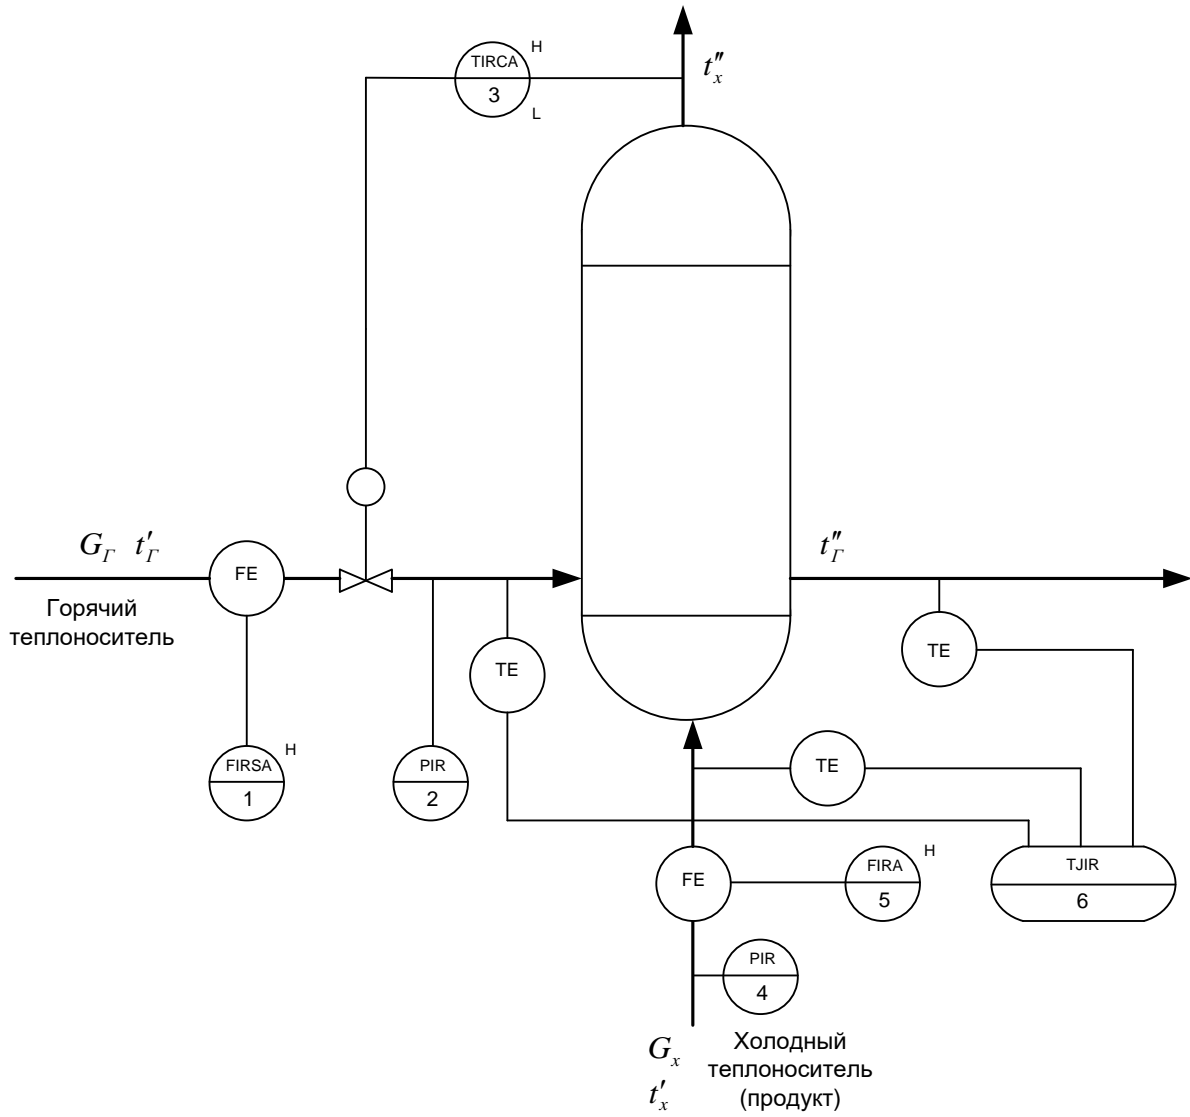 TIRCA
3
H
L
t″x
GГ t′Г
Горячий
теплоноситель
FE
FIRSA
1
H
PIR
2
TE
t″Г
TE
TE
FE
FIRA
5
H
TJIR
6
PIR
4
Gx
t′x
Холодный
теплоноситель
(продукт)